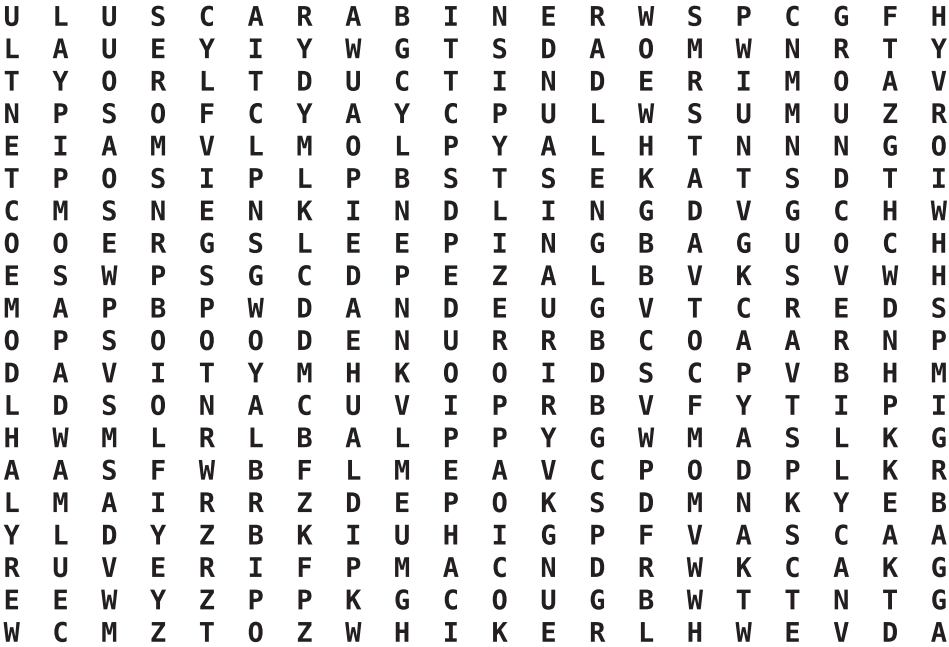 U L U S C A R A B I N E R W S P C G F H
L A U E Y I Y W G T S D A O M W N R T Y
T Y O R L T D U C T I N D E R I M O A V
N P S O F C Y A Y C P U L W S U M U Z R
E I A M V L M O L P Y A L H T N N N G O
T P O S I P L P B S T S E K A T S D T I
C M S N E N K I N D L I N G D V G C H W
O O E R G S L E E P I N G B A G U O C H
E S W P S G C D P E Z A L B V K S V W H
M A P B P W D A N D E U G V T C R E D S
O P S O O O D E N U R R B C O A A R N P
D A V I T Y M H K O O I D S C P V B H M
L D S O N A C U V I P R B V F Y T I P I
H W M L R L B A L P P Y G W M A S L K G
A A S F W B F L M E A V C P O D P L K R
L M A I R R Z D E P O K S D M N K Y E B
Y L D Y Z B K I U H I G P F V A S C A A
R U V E R I F P M A C N D R W K C A K G
E E W Y Z P P K G C O U G B W T T N T G
W C M Z T O Z W H I K E R L H W E V D A